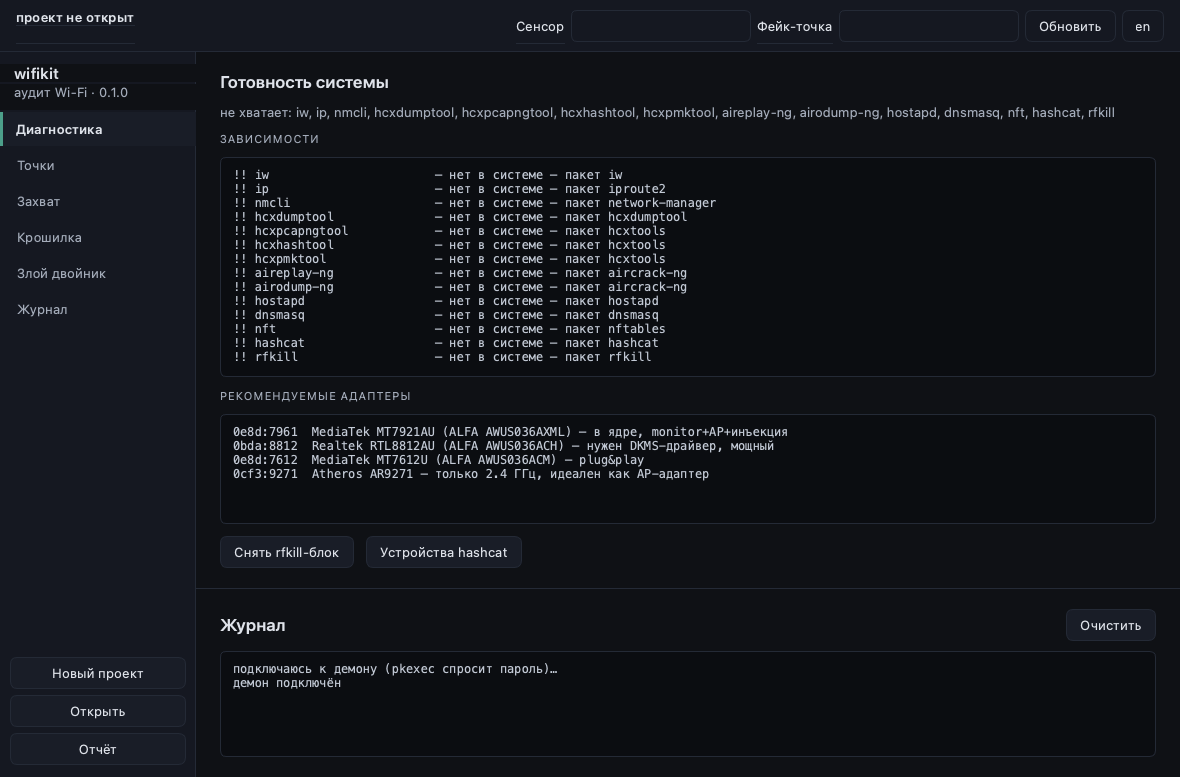 проект не открыт
Сенсор
Фейк-точка
Обновить
en
wifikit
аудит Wi-Fi · 0.1.0
Диагностика
Точки
Захват
Крошилка
Злой двойник
Журнал
Новый проект
Открыть
Отчёт
Готовность системы
не хватает: iw, ip, nmcli, hcxdumptool, hcxpcapngtool, hcxhashtool, hcxpmktool, aireplay-ng, airodump-ng, hostapd, dnsmasq, nft, hashcat, rfkill
ЗАВИСИМОСТИ
!! iw — нет в системе — пакет iw
!! ip — нет в системе — пакет iproute2
!! nmcli — нет в системе — пакет network-manager
!! hcxdumptool — нет в системе — пакет hcxdumptool
!! hcxpcapngtool — нет в системе — пакет hcxtools
!! hcxhashtool — нет в системе — пакет hcxtools
!! hcxpmktool — нет в системе — пакет hcxtools
!! aireplay-ng — нет в системе — пакет aircrack-ng
!! airodump-ng — нет в системе — пакет aircrack-ng
!! hostapd — нет в системе — пакет hostapd
!! dnsmasq — нет в системе — пакет dnsmasq
!! nft — нет в системе — пакет nftables
!! hashcat — нет в системе — пакет hashcat
!! rfkill — нет в системе — пакет rfkill
РЕКОМЕНДУЕМЫЕ АДАПТЕРЫ
0e8d:7961 MediaTek MT7921AU (ALFA AWUS036AXML) — в ядре, monitor+AP+инъекция
0bda:8812 Realtek RTL8812AU (ALFA AWUS036ACH) — нужен DKMS-драйвер, мощный
0e8d:7612 MediaTek MT7612U (ALFA AWUS036ACM) — plug&play
0cf3:9271 Atheros AR9271 — только 2.4 ГГц, идеален как AP-адаптер
Снять rfkill-блок
Устройства hashcat
Журнал
Очистить
подключаюсь к демону (pkexec спросит пароль)…
демон подключён